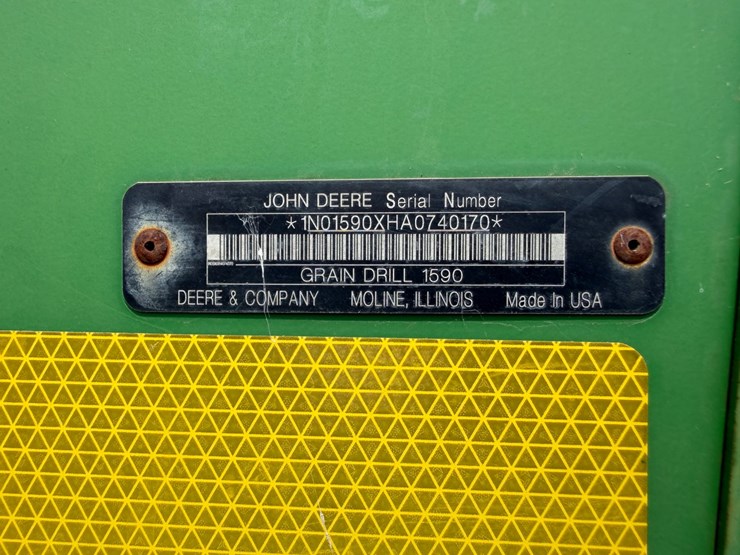 JOHN DEERE Serial Number
*1N01590XHA0740170*
GRAIN DRILL 1590
DEERE & COMPANY MOLINE, ILLINOIS Made In USA